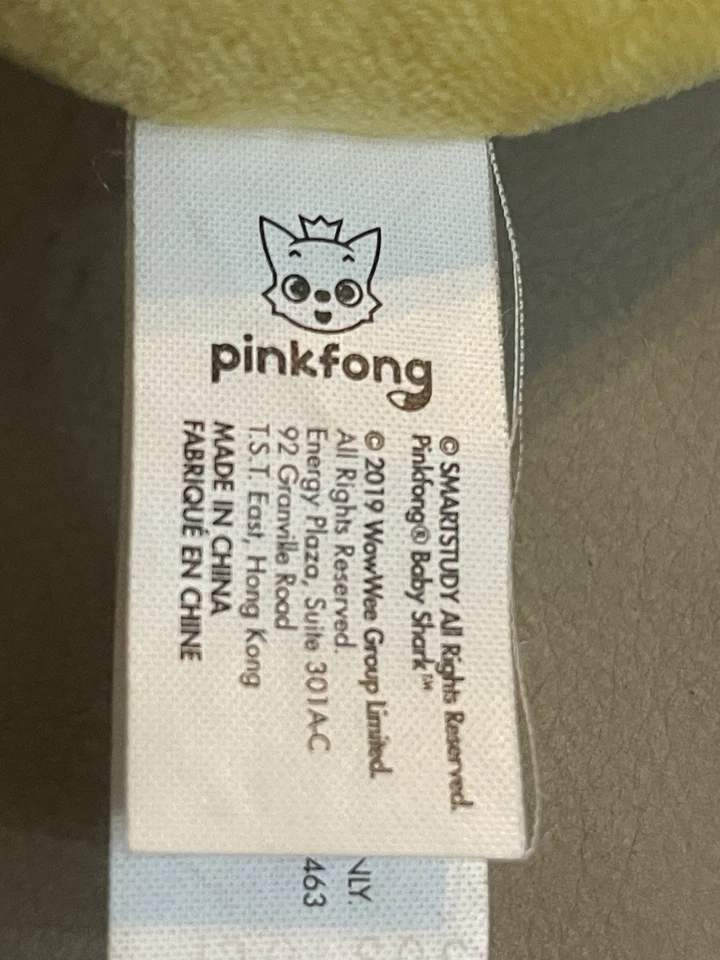 pinkfong
© SMARTSTUDY All Rights Reserved.
Pinkfong® Baby Shark™
© 2019 WowWee Group Limited.
All Rights Reserved.
Energy Plaza, Suite 301A-C
92 Granville Road
T.S.T. East, Hong Kong
MADE IN CHINA
FABRIQUÉ EN CHINE
463